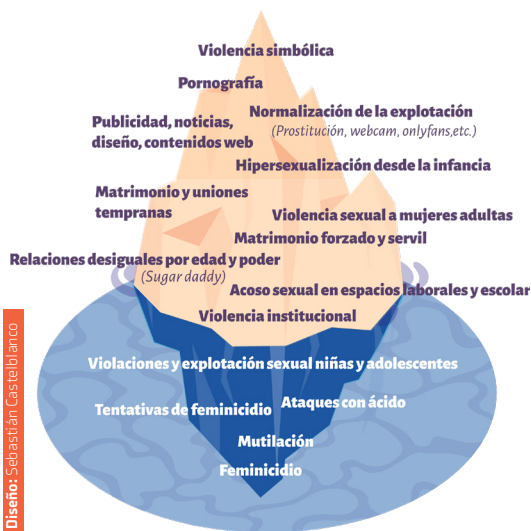 Violencia simbólica
Pornografía
Normalización de la explotación
(Prostitución, webcam, onlyfans,etc.)
Publicidad, noticias,
diseño, contenidos web
Hipersexualización desde la infancia
Matrimonio y uniones
tempranas
Violencia sexual a mujeres adultas
Matrimonio forzado y servil
Relaciones desiguales por edad y poder
(Sugar daddy)
Acoso sexual en espacios laborales y escolar
Violencia institucional
Violaciones y explotación sexual niñas y adolescentes
Tentativas de feminicidio
Ataques con ácido
Mutilación
Feminicidio
Diseño: Sebastián Castelblanco